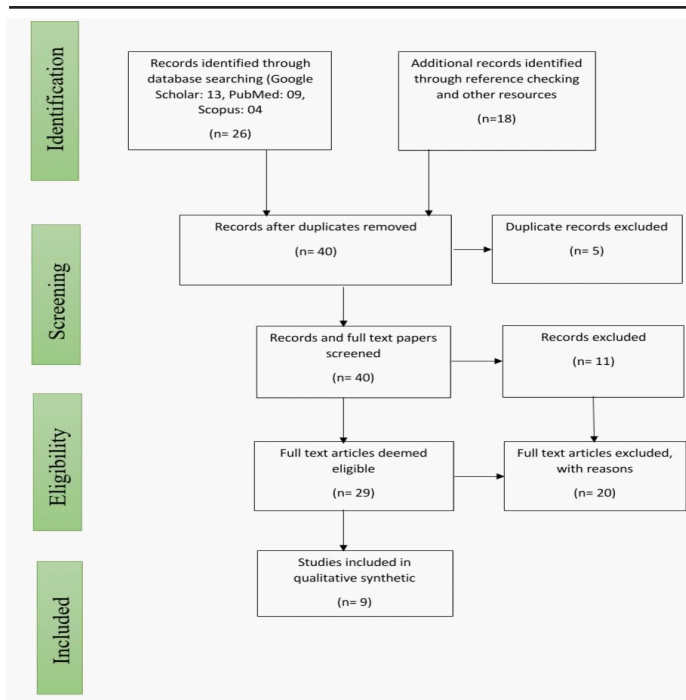 Identification
Records identified through
database searching (Google
Scholar: 13, PubMed: 09,
Scopus: 04
(n= 26)
Additional records identified
through reference checking
and other resources
(n=18)
Screening
Records after duplicates removed
(n= 40)
Duplicate records excluded
(n= 5)
Records and full text papers
screened
(n= 40)
Records excluded
(n= 11)
Eligibility
Full text articles deemed
eligible
(n= 29)
Full text articles excluded,
with reasons
(n= 20)
Included
Studies included in
qualitative synthetic
(n= 9)